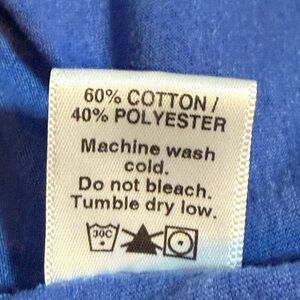 60% COTTON /
40% POLYESTER
Machine wash
cold.
Do not bleach.
Tumble dry low.
30C